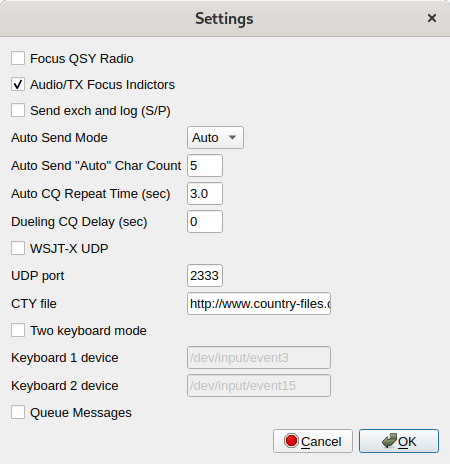 Settings ×
Focus QSY Radio
Audio/TX Focus Indictors
Send exch and log (S/P)
Auto Send Mode Auto
Auto Send "Auto" Char Count 5
Auto CQ Repeat Time (sec) 3.0
Dueling CQ Delay (sec) 0
WSJT-X UDP
UDP port 2333
CTY file http://www.country-files.c
Two keyboard mode
Keyboard 1 device /dev/input/event3
Keyboard 2 device /dev/input/event15
Queue Messages
Cancel OK